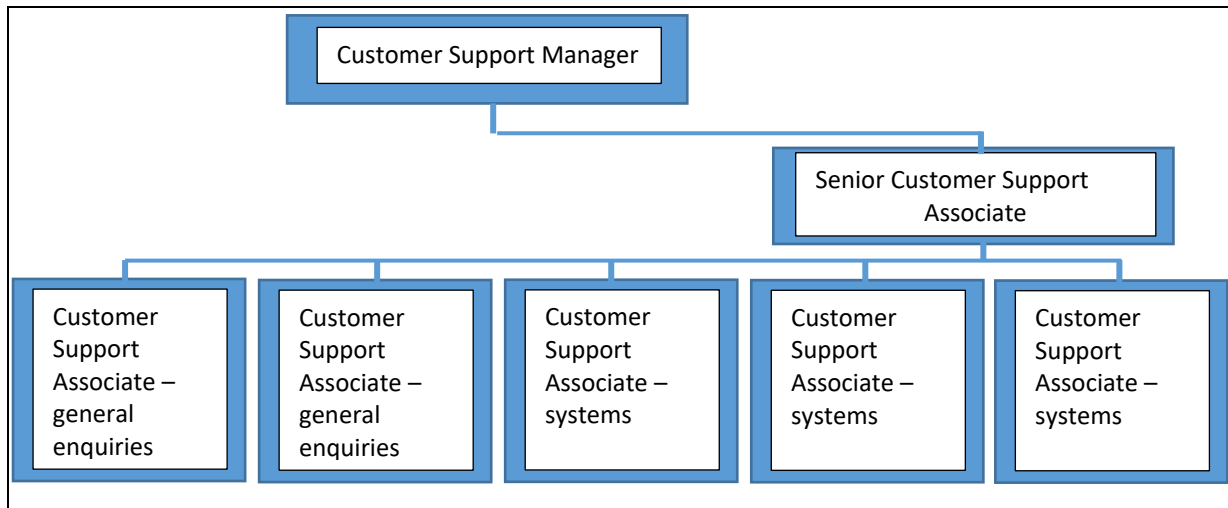 Customer Support Manager
Senior Customer Support
Associate
Customer
Support
Associate –
general
enquiries
Customer
Support
Associate –
general
enquiries
Customer
Support
Associate –
systems
Customer
Support
Associate –
systems
Customer
Support
Associate –
systems